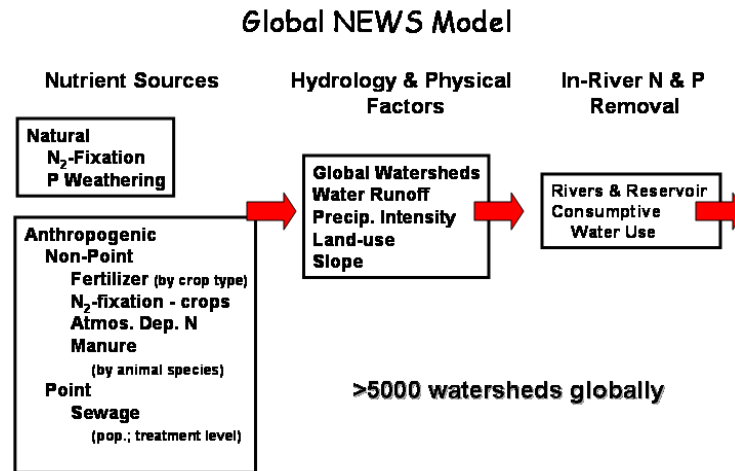 Global NEWS Model
Nutrient Sources
Natural
N₂-Fixation
P Weathering
Anthropogenic
Non-Point
Fertilizer (by crop type)
N₂-fixation - crops
Atmos. Dep. N
Manure
(by animal species)
Point
Sewage
(pop.; treatment level)
Hydrology & Physical
Factors
Global Watersheds
Water Runoff
Precip. Intensity
Land-use
Slope
In-River N & P
Removal
Rivers & Reservoir
Consumptive
Water Use
>5000 watersheds globally